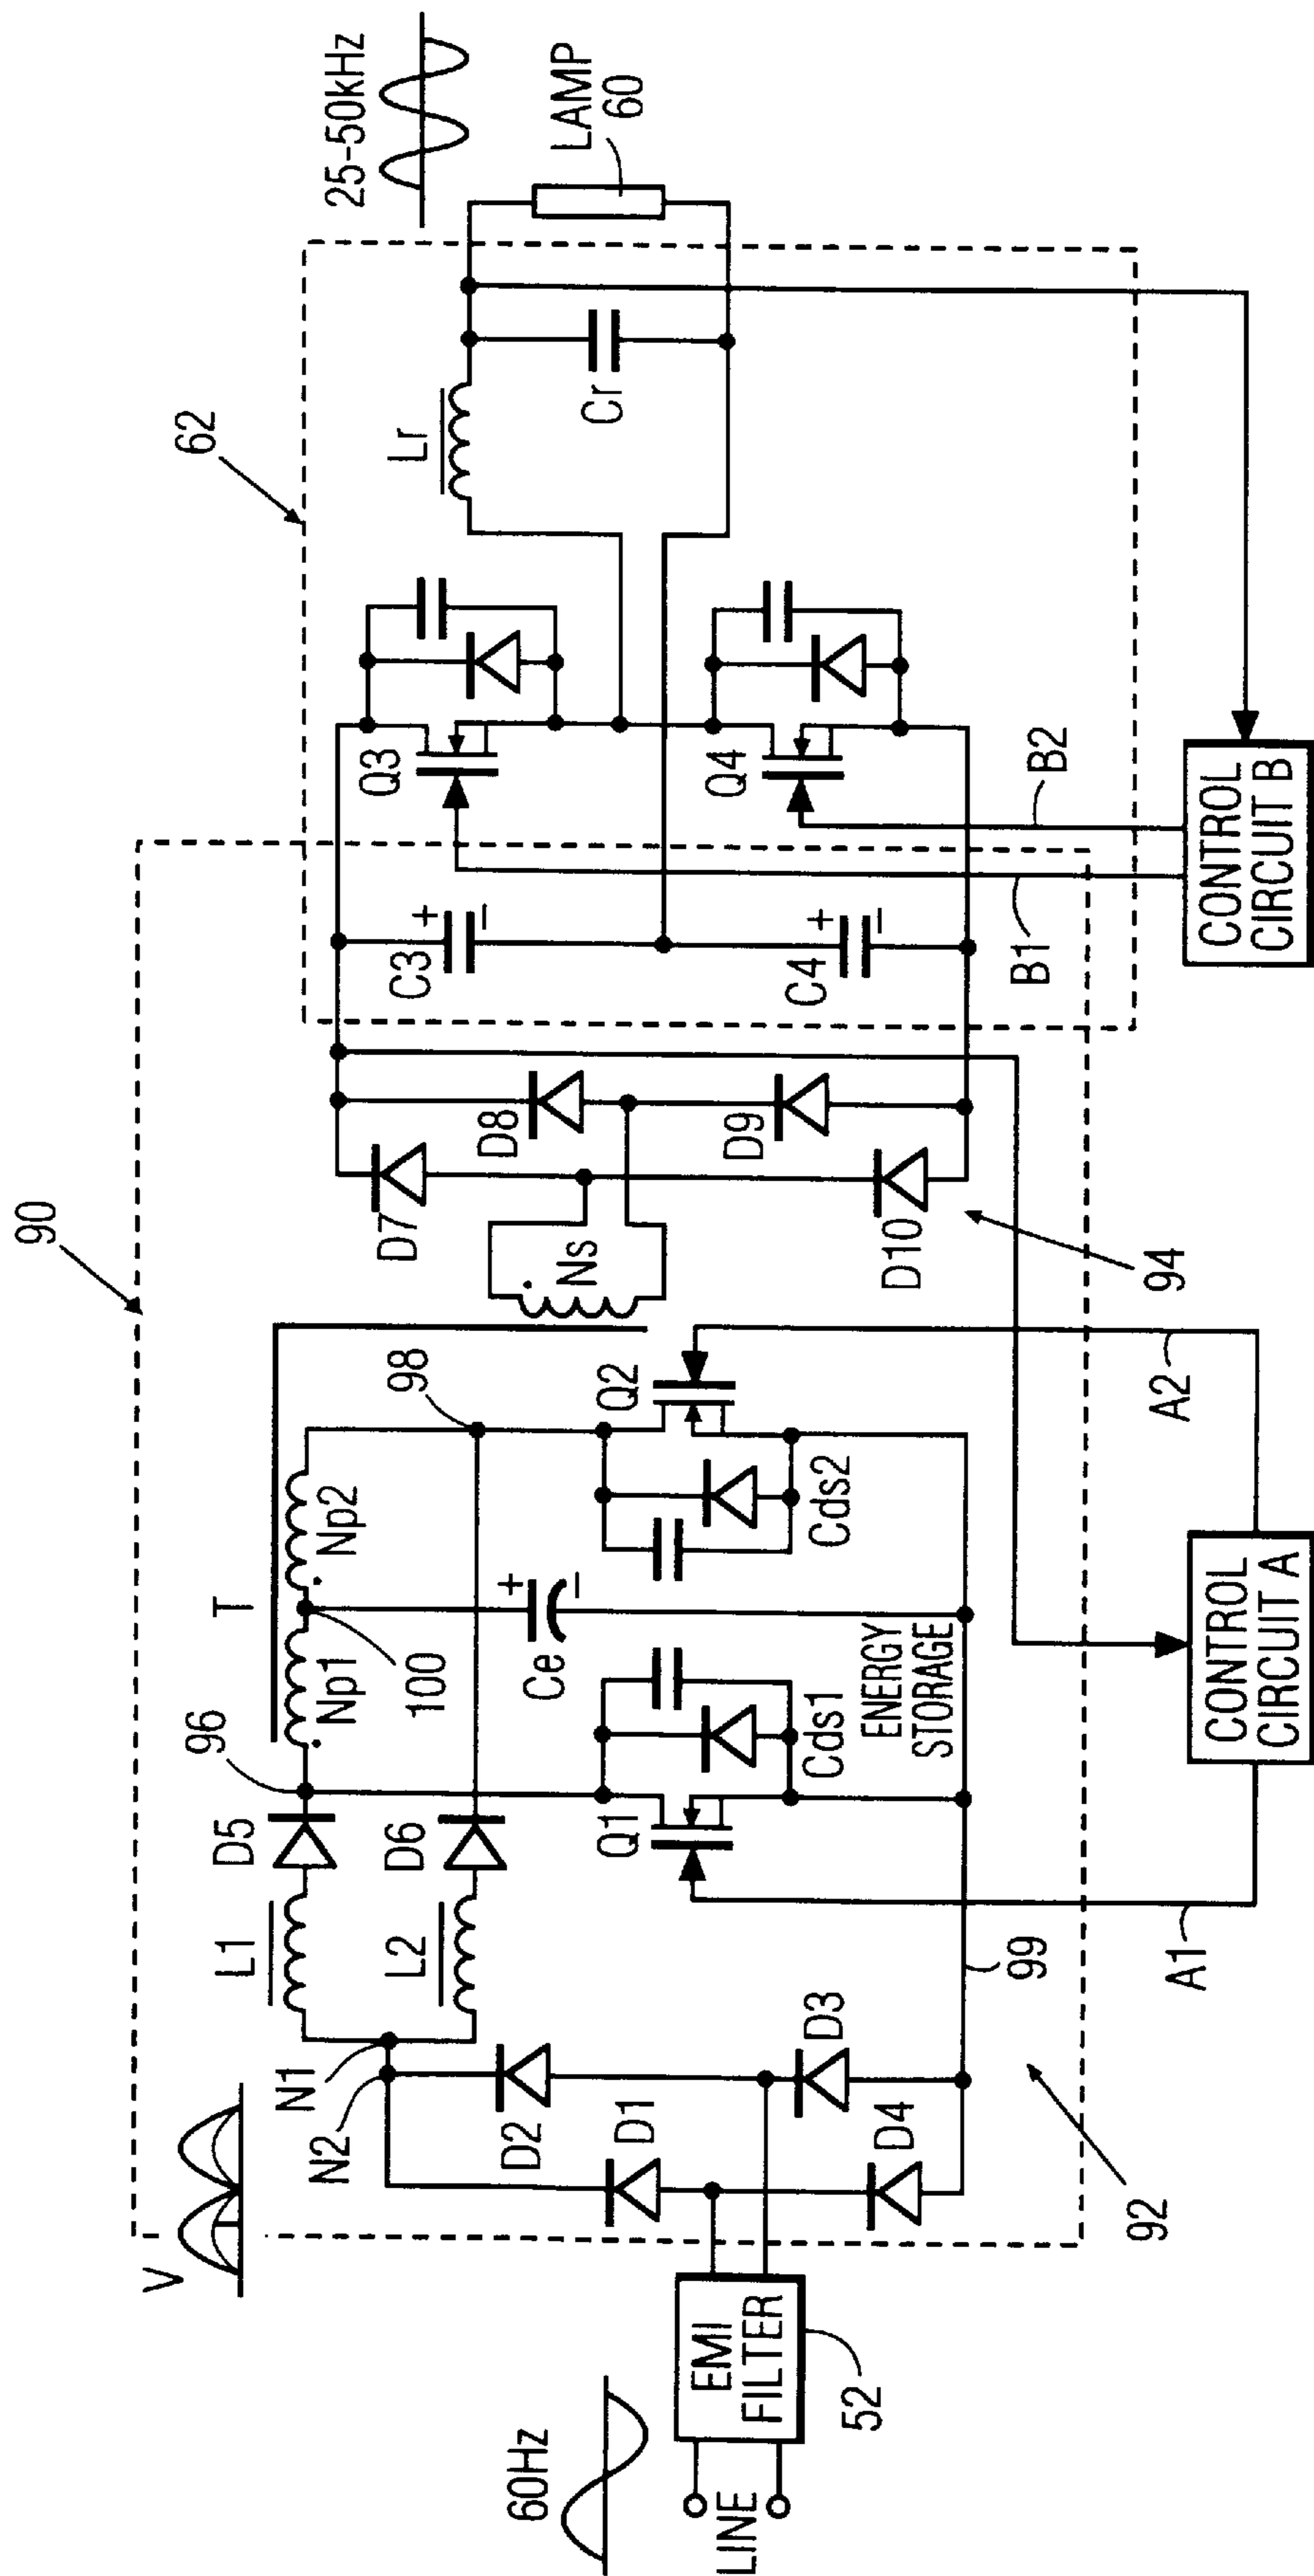 60Hz
LINE
EMI
FILTER
52
V
N2
N1
D1
D2
D3
D4
92
L1
L2
D5
D6
96
99
A1
Q1
Cds1
ENERGY
STORAGE
Np1
T
100
Ce
Np2
98
Q2
Cds2
CONTROL
CIRCUIT A
A2
90
Ns
D7
D8
D9
D10
94
C3
C4
62
Q3
Q4
B1
B2
CONTROL
CIRCUIT B
Lr
Cr
25-50kHz
LAMP
60